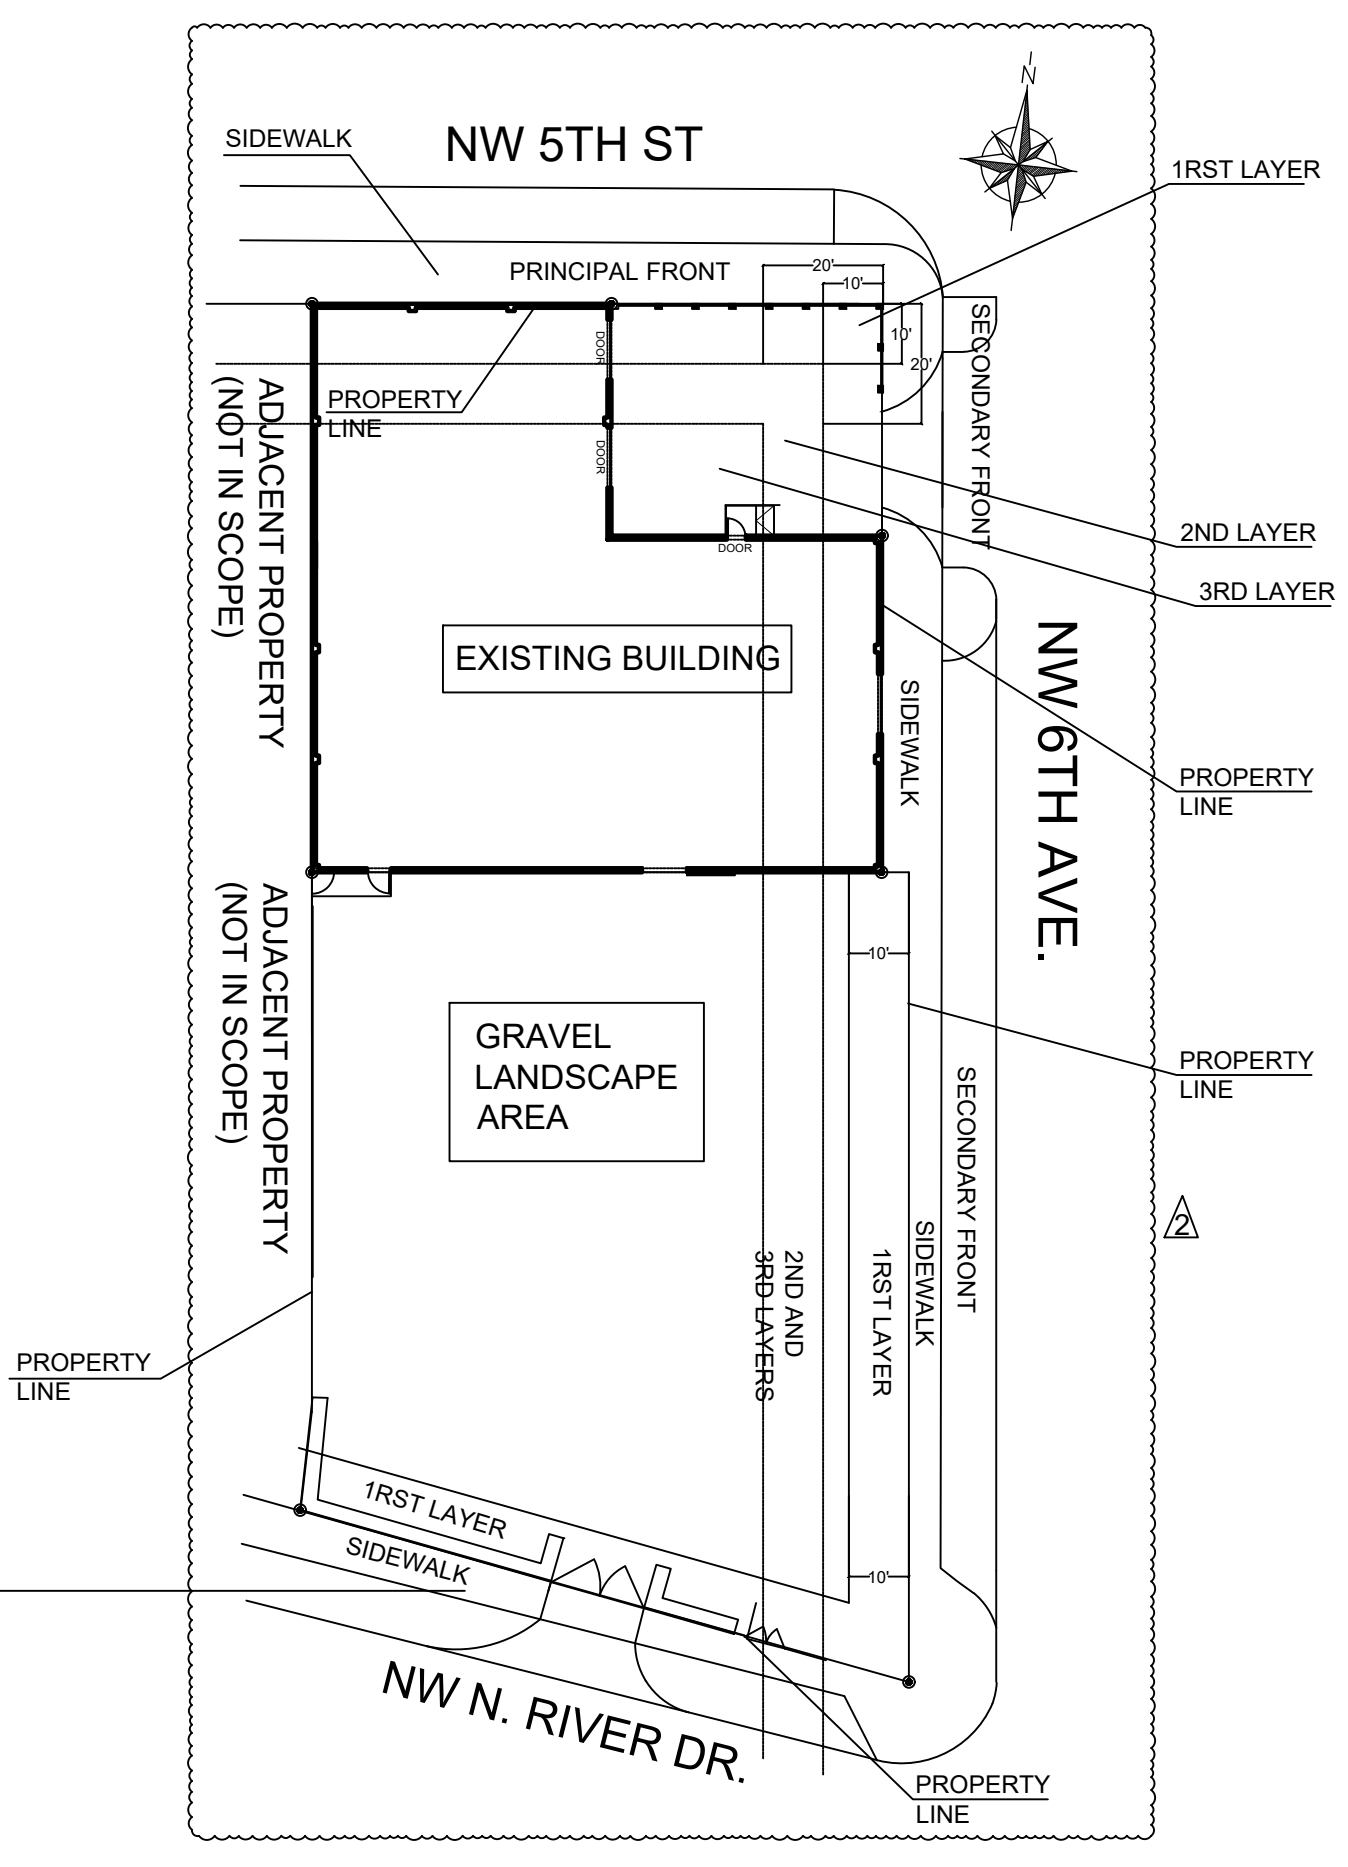 N
SIDEWALK
NW 5TH ST
1RST LAYER
PRINCIPAL FRONT
20'
10'
10'
20'
DOOR
DOOR
DOOR
PROPERTY
LINE
SECONDARY FRONT
ADJACENT PROPERTY
(NOT IN SCOPE)
2ND LAYER
3RD LAYER
EXISTING BUILDING
SIDEWALK
NW 6TH AVE.
PROPERTY
LINE
ADJACENT PROPERTY
(NOT IN SCOPE)
10'
GRAVEL
LANDSCAPE
AREA
PROPERTY
LINE
SECONDARY FRONT
SIDEWALK
1RST LAYER
2ND AND
3RD LAYERS
2
PROPERTY
LINE
1RST LAYER
SIDEWALK
10'
NW N. RIVER DR.
PROPERTY
LINE